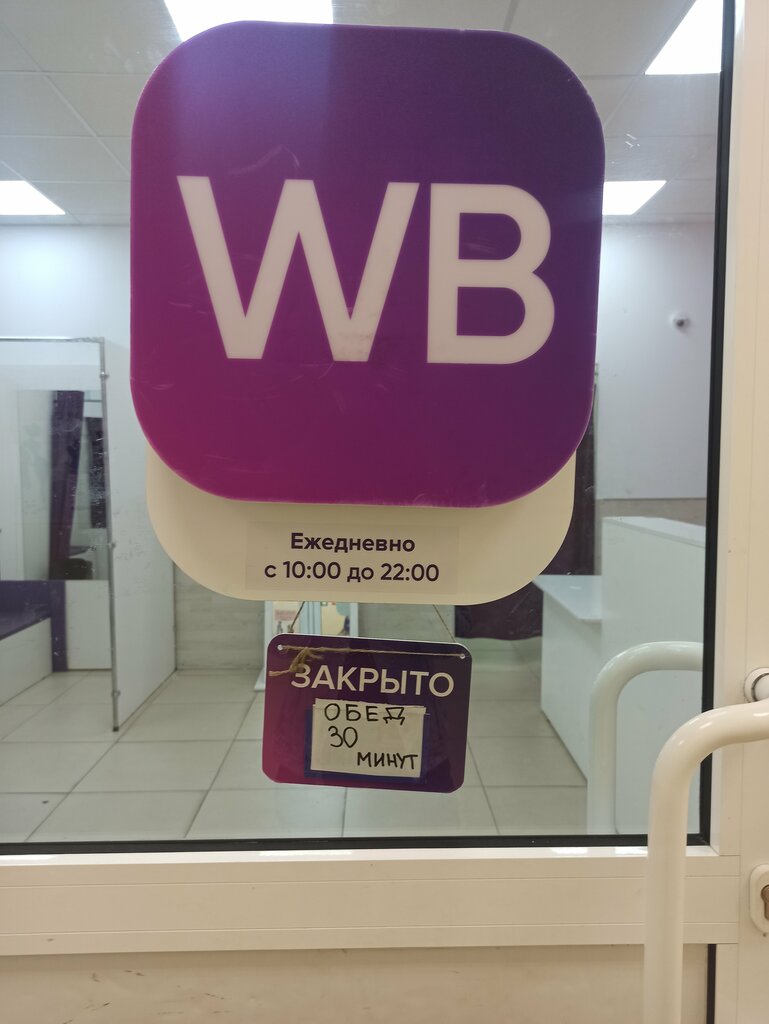 WB
Ежедневно
с 10:00 до 22:00
ЗАКРЫТО
ОБЕД
30
МИНУТ